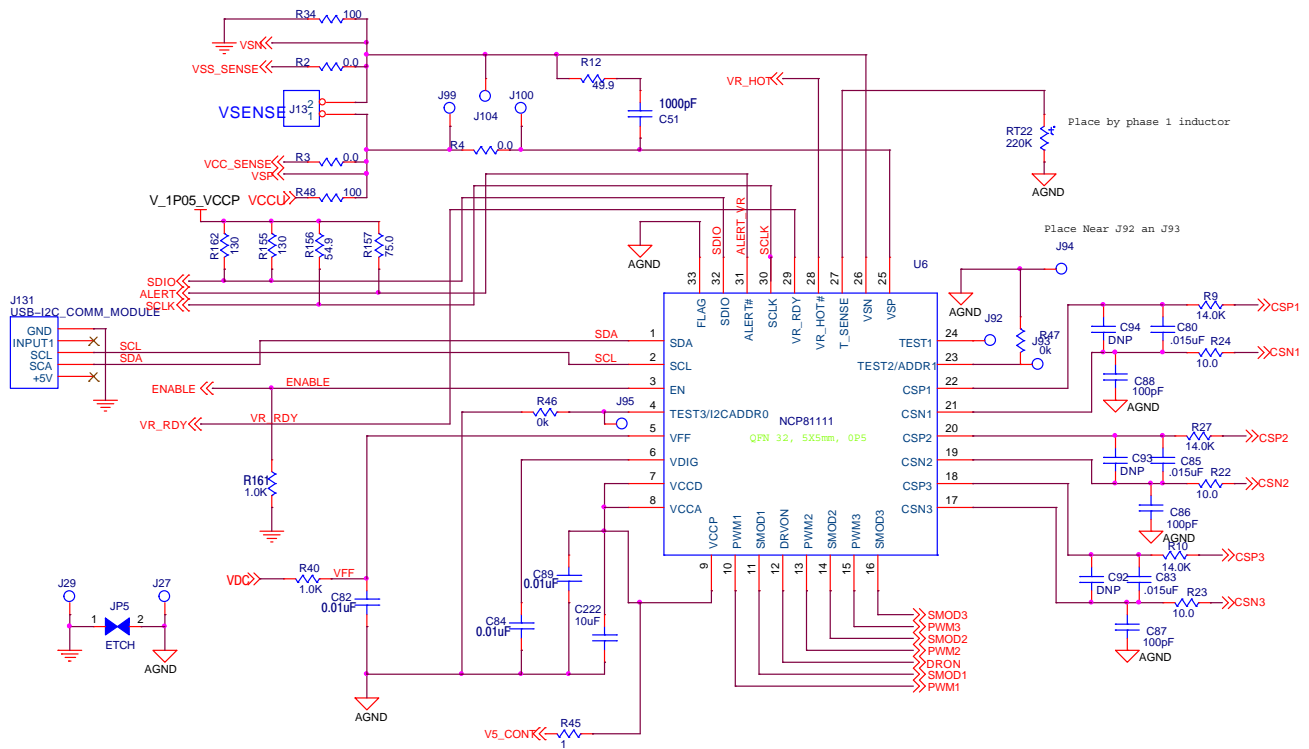 R34 100
VSN
VSS_SENSE R2 0.0
J13 2
1
VSENSE
VCC_SENSE R3 0.0
VSP
VCCU R48 100
V_1P05_VCCP
J99
J104
J100
R4 0.0
R12
49.9
1000pF
C51
VR_HOT
RT22
220K
t
Place by phase 1 inductor
AGND
R162
130
R155
130
R156
54.9
R157
75.0
SDIO
ALERT
SCLK
AGND
SDIO
ALERT_VR
SCLK
Place Near J92 an J93
J94
AGND
U6
33 32 31 30 29 28 27 26 25
FLAG SDIO ALERT# SCLK VR_RDY VR_HOT# T_SENSE VSN VSP
J131
USB-I2C_COMM_MODULE
GND
INPUT1
SCL
SCA
+5V
SCL
SDA
SDA
SCL
1 SDA
2 SCL
3 EN
4 TEST3/I2CADDR0
5 VFF
6 VDIG
7 VCCD
8 VCCA
NCP81111
QFN 32, 5X5mm, 0P5
TEST1 24
TEST2/ADDR1 23
CSP1 22
CSN1 21
CSP2 20
CSN2 19
CSP3 18
CSN3 17
VCCP PWM1 SMOD1 DRVON PWM2 SMOD2 PWM3 SMOD3
9 10 11 12 13 14 15 16
J92
R47
0k
J93
ENABLE
ENABLE
VR_RDY
VR_RDY
R46
0k
J95
R161
1.0K
C94
DNP
C80
.015uF
R9
14.0K
CSP1
R24
10.0
CSN1
C88
100pF
AGND
R27
14.0K
CSP2
C93
DNP
C85
.015uF
R22
10.0
CSN2
C86
100pF
AGND
R10
14.0K
CSP3
C92
DNP
C83
.015uF
R23
10.0
CSN3
C87
100pF
AGND
VDC R40
1.0K
VFF
C82
0.01uF
C84
0.01uF
C89
0.01uF
C222
10uF
AGND
J29
J27
1 JP5 2
ETCH
AGND
SMOD3
PWM3
SMOD2
PWM2
DRON
SMOD1
PWM1
V5_CONT R45
1